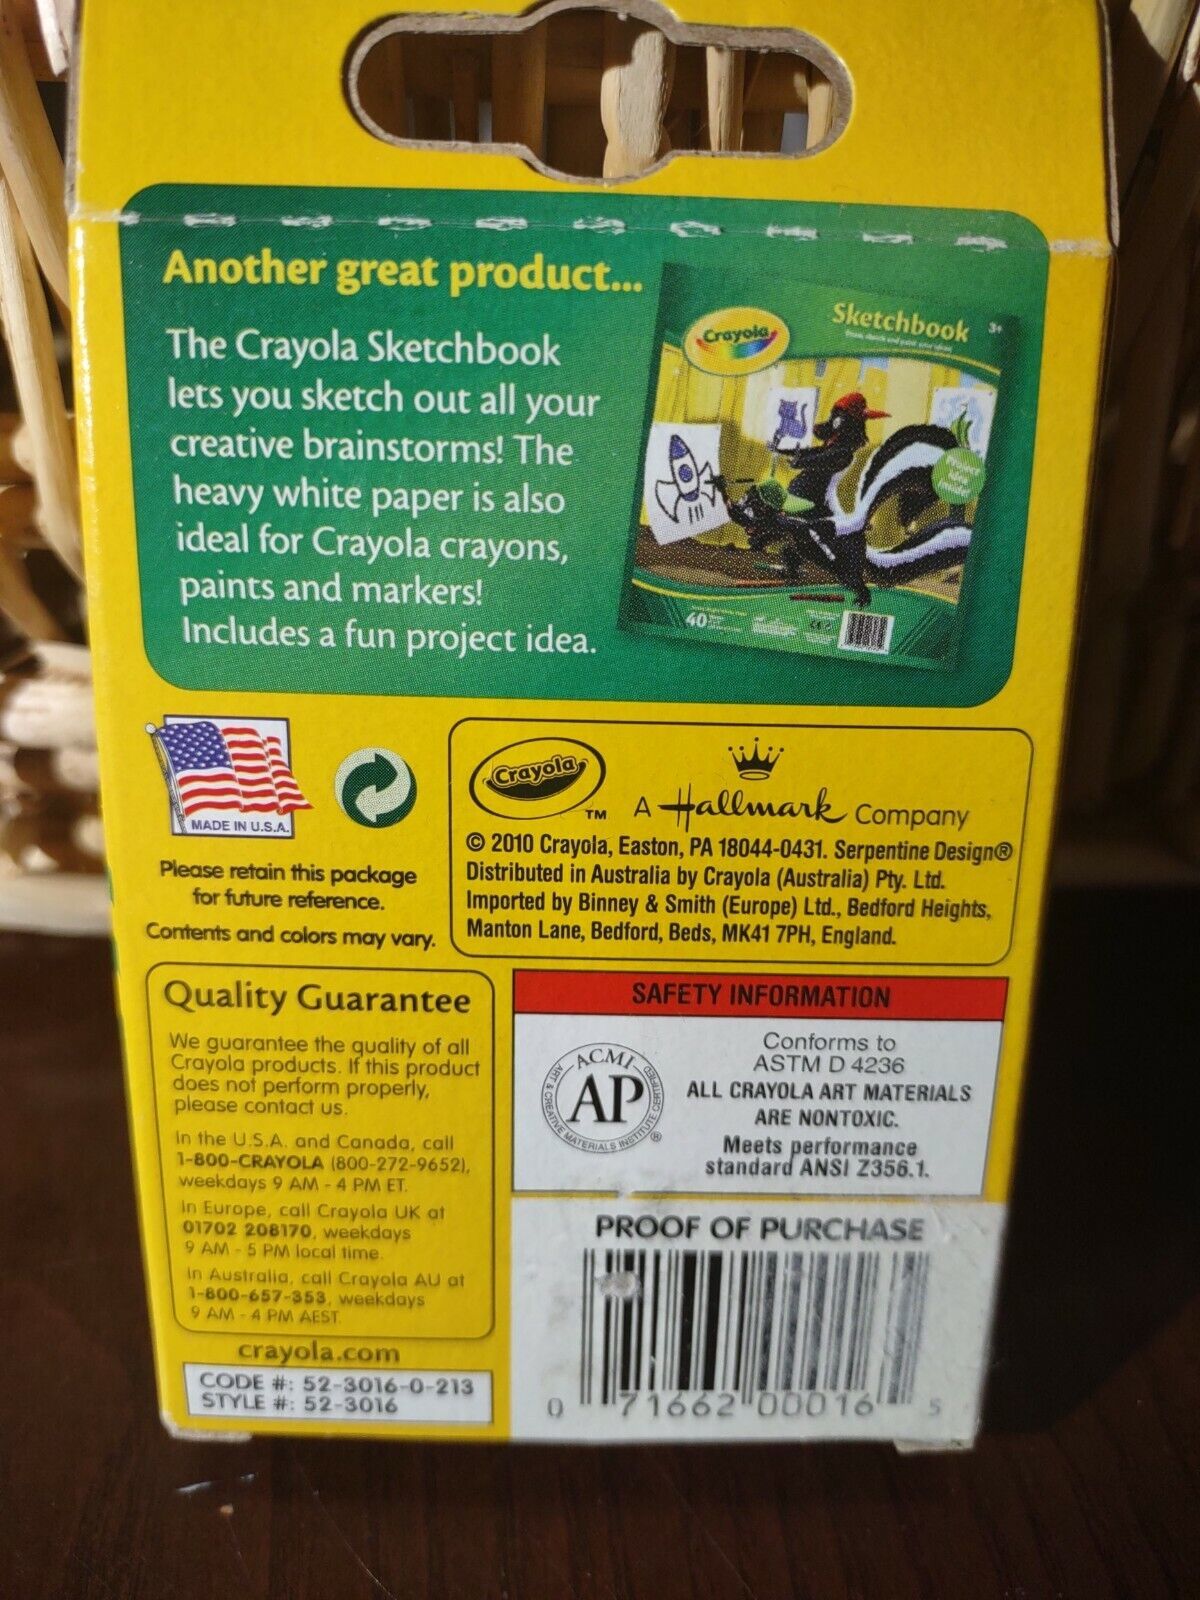 Another great product...
The Crayola Sketchbook
lets you sketch out all your
creative brainstorms! The
heavy white paper is also
ideal for Crayola crayons,
paints and markers!
Includes a fun project idea.
Crayola
Sketchbook
3+
40
MADE IN U.S.A.
Please retain this package
for future reference.
Contents and colors may vary.
Crayola™
A Hallmark Company
© 2010 Crayola, Easton, PA 18044-0431. Serpentine Design®
Distributed in Australia by Crayola (Australia) Pty. Ltd.
Imported by Binney & Smith (Europe) Ltd., Bedford Heights,
Manton Lane, Bedford, Beds, MK41 7PH, England.
Quality Guarantee
We guarantee the quality of all
Crayola products. If this product
does not perform properly,
please contact us.
In the U.S.A. and Canada, call
1-800-CRAYOLA (800-272-9652),
weekdays 9 AM - 4 PM ET.
In Europe, call Crayola UK at
01702 208170, weekdays
9 AM - 5 PM local time.
In Australia, call Crayola AU at
1-800-657-353, weekdays
9 AM - 4 PM AEST.
crayola.com
CODE #: 52-3016-0-213
STYLE #: 52-3016
SAFETY INFORMATION
ACMI
AP
ART & CREATIVE MATERIALS INSTITUTE CERTIFIED
®
Conforms to
ASTM D 4236
ALL CRAYOLA ART MATERIALS
ARE NONTOXIC.
Meets performance
standard ANSI Z356.1.
PROOF OF PURCHASE
0 71662 00016 5